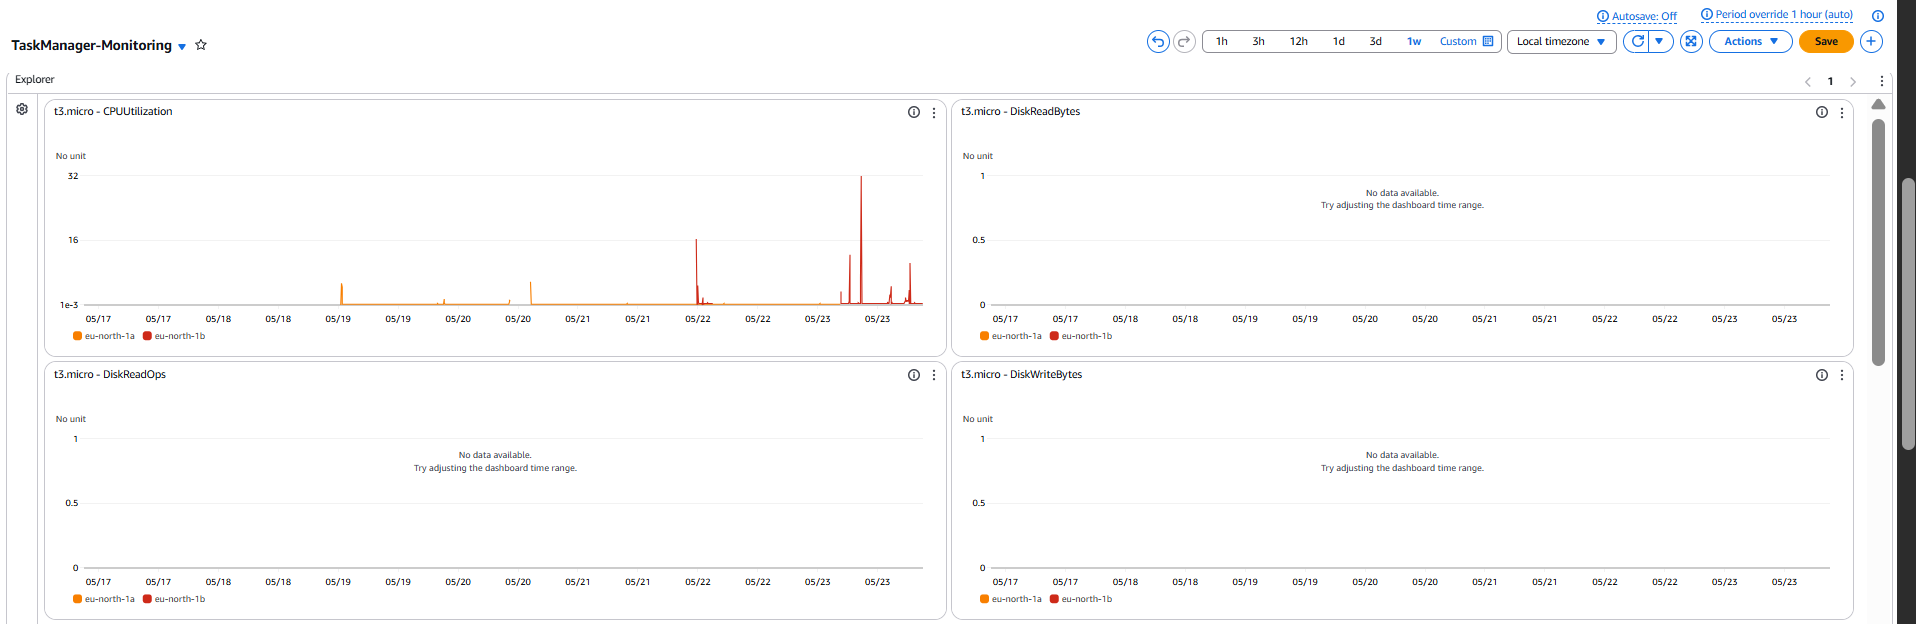 Autosave: Off Period override 1 hour (auto)
TaskManager-Monitoring
1h 3h 12h 1d 3d 1w Custom Local timezone Actions Save
Explorer
1
t3.micro - CPUUtilization
No unit
32
16
1e-3
05/17 05/17 05/18 05/18 05/19 05/19 05/20 05/20 05/21 05/21 05/22 05/22 05/23 05/23
eu-north-1a eu-north-1b
t3.micro - DiskReadBytes
No unit
1
No data available.
Try adjusting the dashboard time range.
0.5
0
05/17 05/17 05/18 05/18 05/19 05/19 05/20 05/20 05/21 05/21 05/22 05/22 05/23 05/23
eu-north-1a eu-north-1b
t3.micro - DiskReadOps
No unit
1
No data available.
Try adjusting the dashboard time range.
0.5
0
05/17 05/17 05/18 05/18 05/19 05/19 05/20 05/20 05/21 05/21 05/22 05/22 05/23 05/23
eu-north-1a eu-north-1b
t3.micro - DiskWriteBytes
No unit
1
No data available.
Try adjusting the dashboard time range.
0.5
0
05/17 05/17 05/18 05/18 05/19 05/19 05/20 05/20 05/21 05/21 05/22 05/22 05/23 05/23
eu-north-1a eu-north-1b